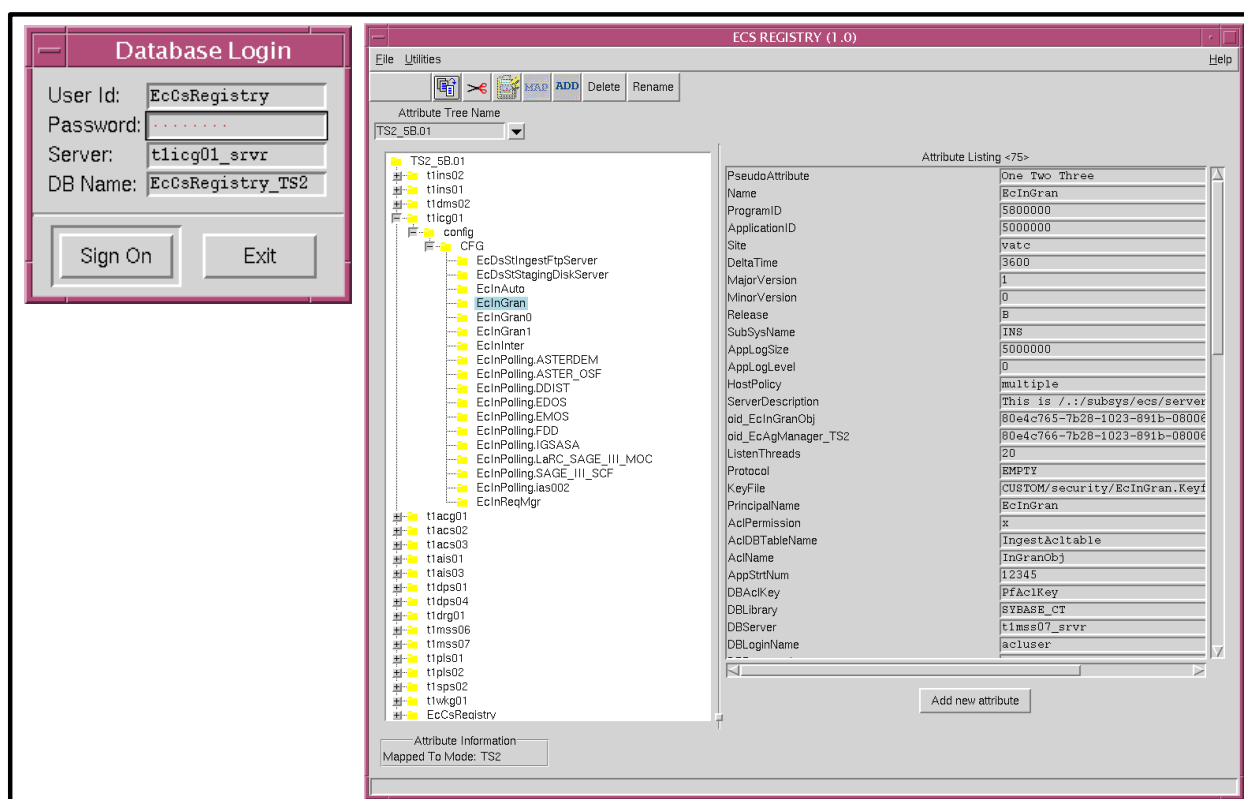 Database Login
User Id: EcCsRegistry
Password: ········
Server: t1icg01_srvr
DB Name: EcCsRegistry_TS2
Sign On Exit
ECS REGISTRY (1.0)
File Utilities Help
MAP ADD Delete Rename
Attribute Tree Name
TS2_5B.01
TS2_5B.01
t1ins02
t1ins01
t1dms02
t1icg01
config
CFG
EcDsStIngestFtpServer
EcDsStStagingDiskServer
EcInAuto
EcInGran
EcInGran0
EcInGran1
EcInInter
EcInPolling.ASTERDEM
EcInPolling.ASTER_OSF
EcInPolling.DDIST
EcInPolling.EDOS
EcInPolling.EMOS
EcInPolling.FDD
EcInPolling.IGSASA
EcInPolling.LaRC_SAGE_III_MOC
EcInPolling.SAGE_III_SCF
EcInPolling.ias002
EcInReqMgr
t1acg01
t1acs02
t1acs03
t1ais01
t1ais03
t1dps01
t1dps04
t1drg01
t1mss06
t1mss07
t1pls01
t1pls02
t1sps02
t1wkg01
EcCsRegistry
Attribute Listing <75>
PseudoAttribute One Two Three
Name EcInGran
ProgramID 5800000
ApplicationID 5000000
Site vatc
DeltaTime 3600
MajorVersion 1
MinorVersion 0
Release B
SubSysName INS
AppLogSize 5000000
AppLogLevel 0
HostPolicy multiple
ServerDescription This is /.:/subsys/ecs/server
oid_EcInGranObj 80e4c765-7b28-1023-891b-08006
oid_EcAgManager_TS2 80e4c766-7b28-1023-891b-08006
ListenThreads 20
Protocol EMPTY
KeyFile CUSTOM/security/EcInGran.Keyf
PrincipalName EcInGran
AclPermission x
AclDBTableName IngestAcltable
AclName InGranObj
AppStrtNum 12345
DBAclKey PfAclKey
DBLibrary SYBASE_CT
DBServer t1mss07_srvr
DBLoginName acluser
Add new attribute
Attribute Information
Mapped To Mode: TS2